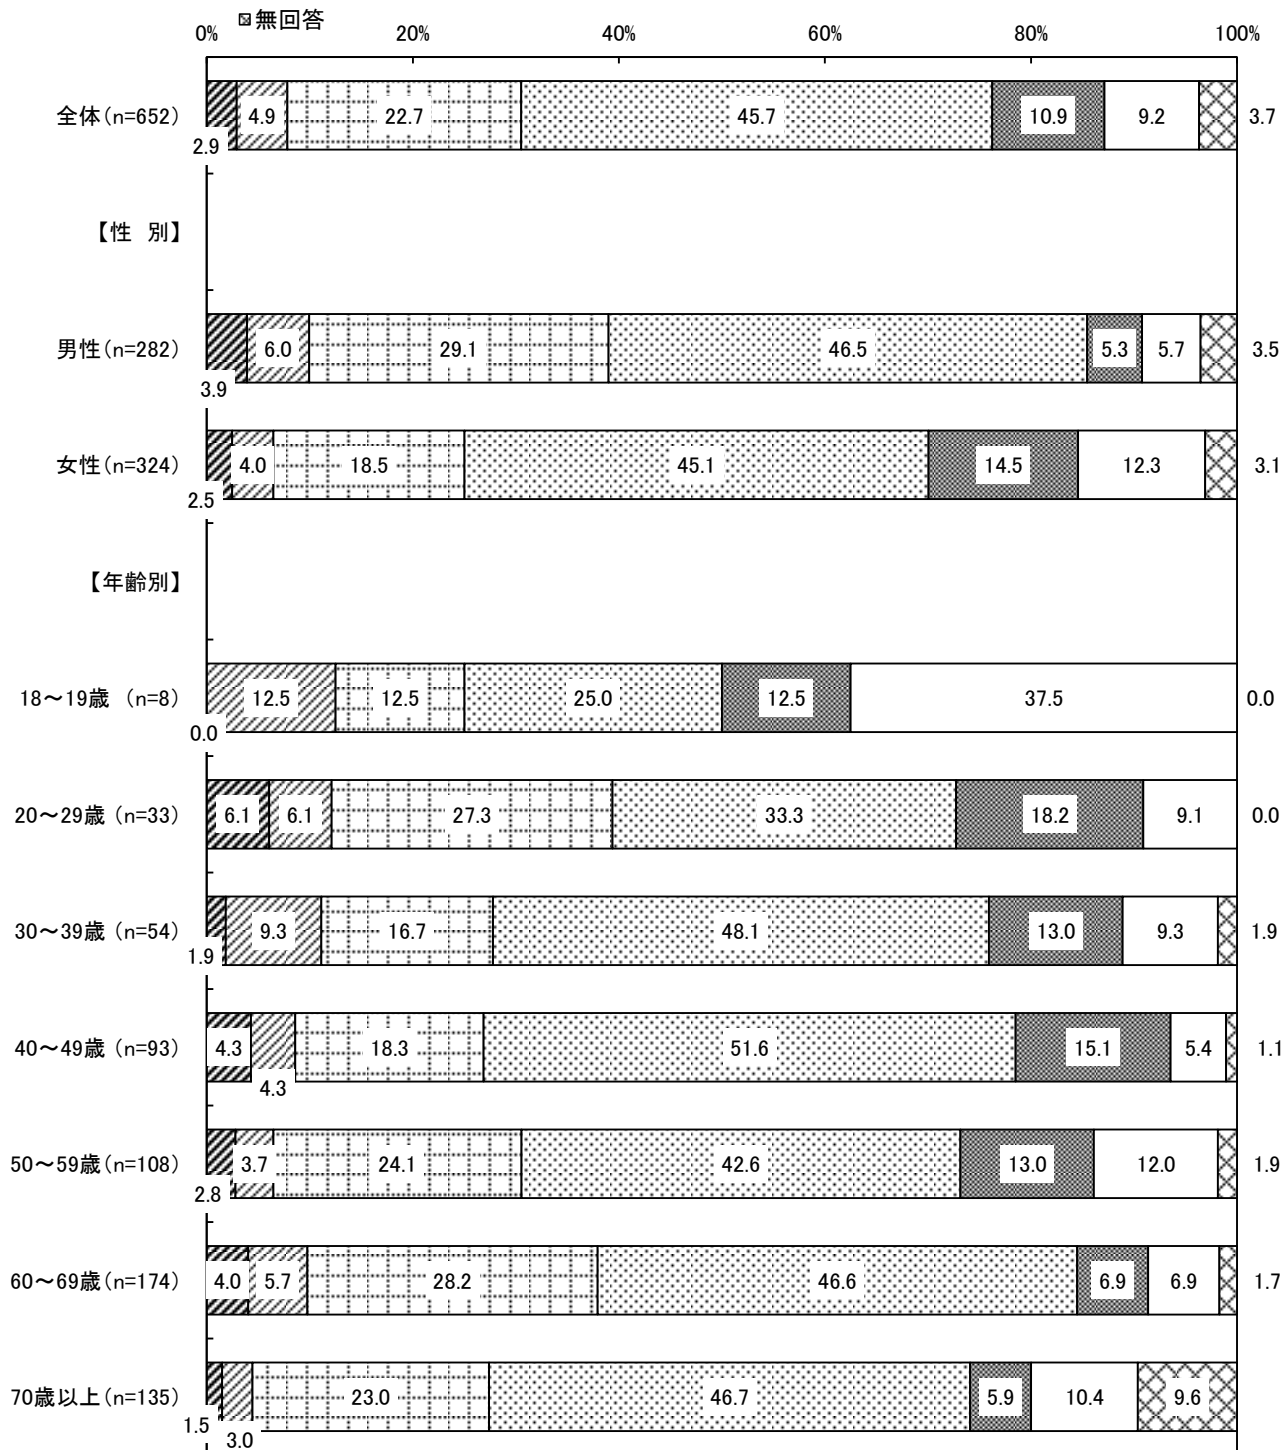 無回答
0% 20% 40% 60% 80% 100%
全体(n=652) 2.9 4.9 22.7 45.7 10.9 9.2 3.7
【性 別】
男性(n=282) 3.9 6.0 29.1 46.5 5.3 5.7 3.5
女性(n=324) 2.5 4.0 18.5 45.1 14.5 12.3 3.1
【年齢別】
18～19歳 (n=8) 0.0 12.5 12.5 25.0 12.5 37.5 0.0
20～29歳 (n=33) 6.1 6.1 27.3 33.3 18.2 9.1 0.0
30～39歳 (n=54) 1.9 9.3 16.7 48.1 13.0 9.3 1.9
40～49歳 (n=93) 4.3 4.3 18.3 51.6 15.1 5.4 1.1
50～59歳(n=108) 2.8 3.7 24.1 42.6 13.0 12.0 1.9
60～69歳(n=174) 4.0 5.7 28.2 46.6 6.9 6.9 1.7
70歳以上(n=135) 1.5 3.0 23.0 46.7 5.9 10.4 9.6